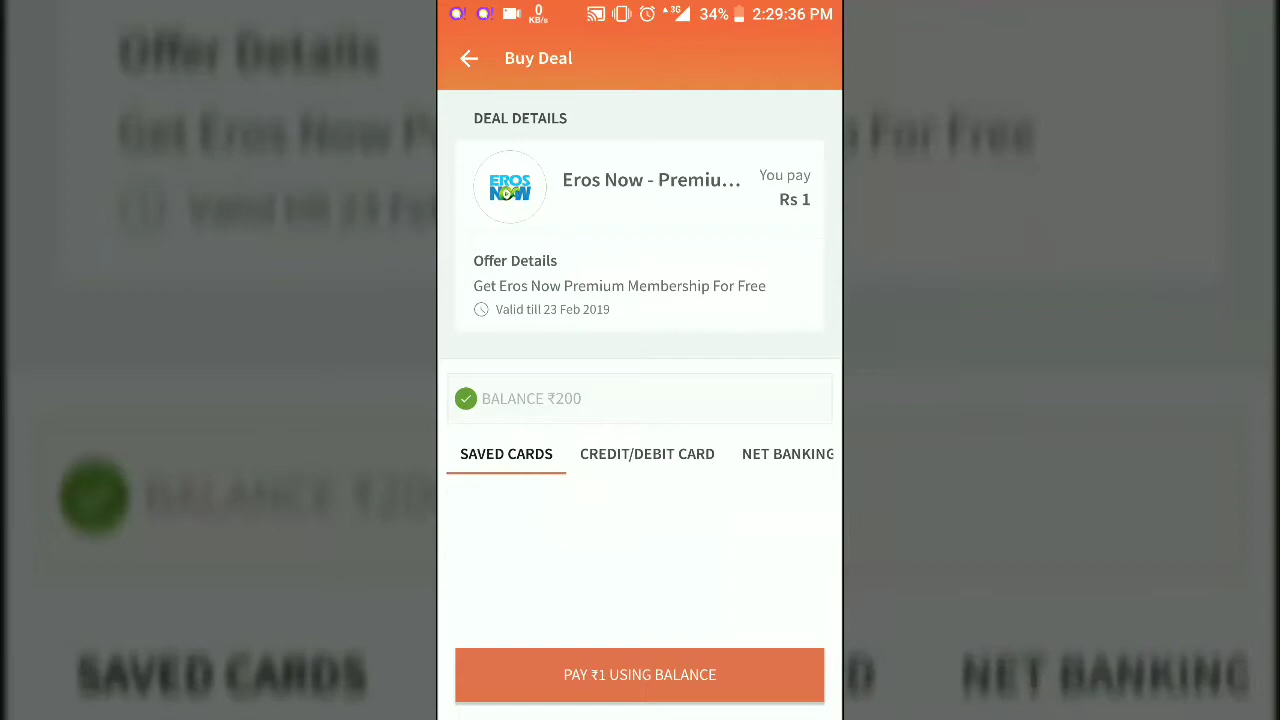 0
KB/s
3G
34%
2:29:36 PM
Buy Deal
DEAL DETAILS
EROS
NOW
Eros Now - Premiu...
You pay
Rs 1
Offer Details
Get Eros Now Premium Membership For Free
Valid till 23 Feb 2019
BALANCE ₹200
SAVED CARDS
CREDIT/DEBIT CARD
NET BANKING
PAY ₹1 USING BALANCE